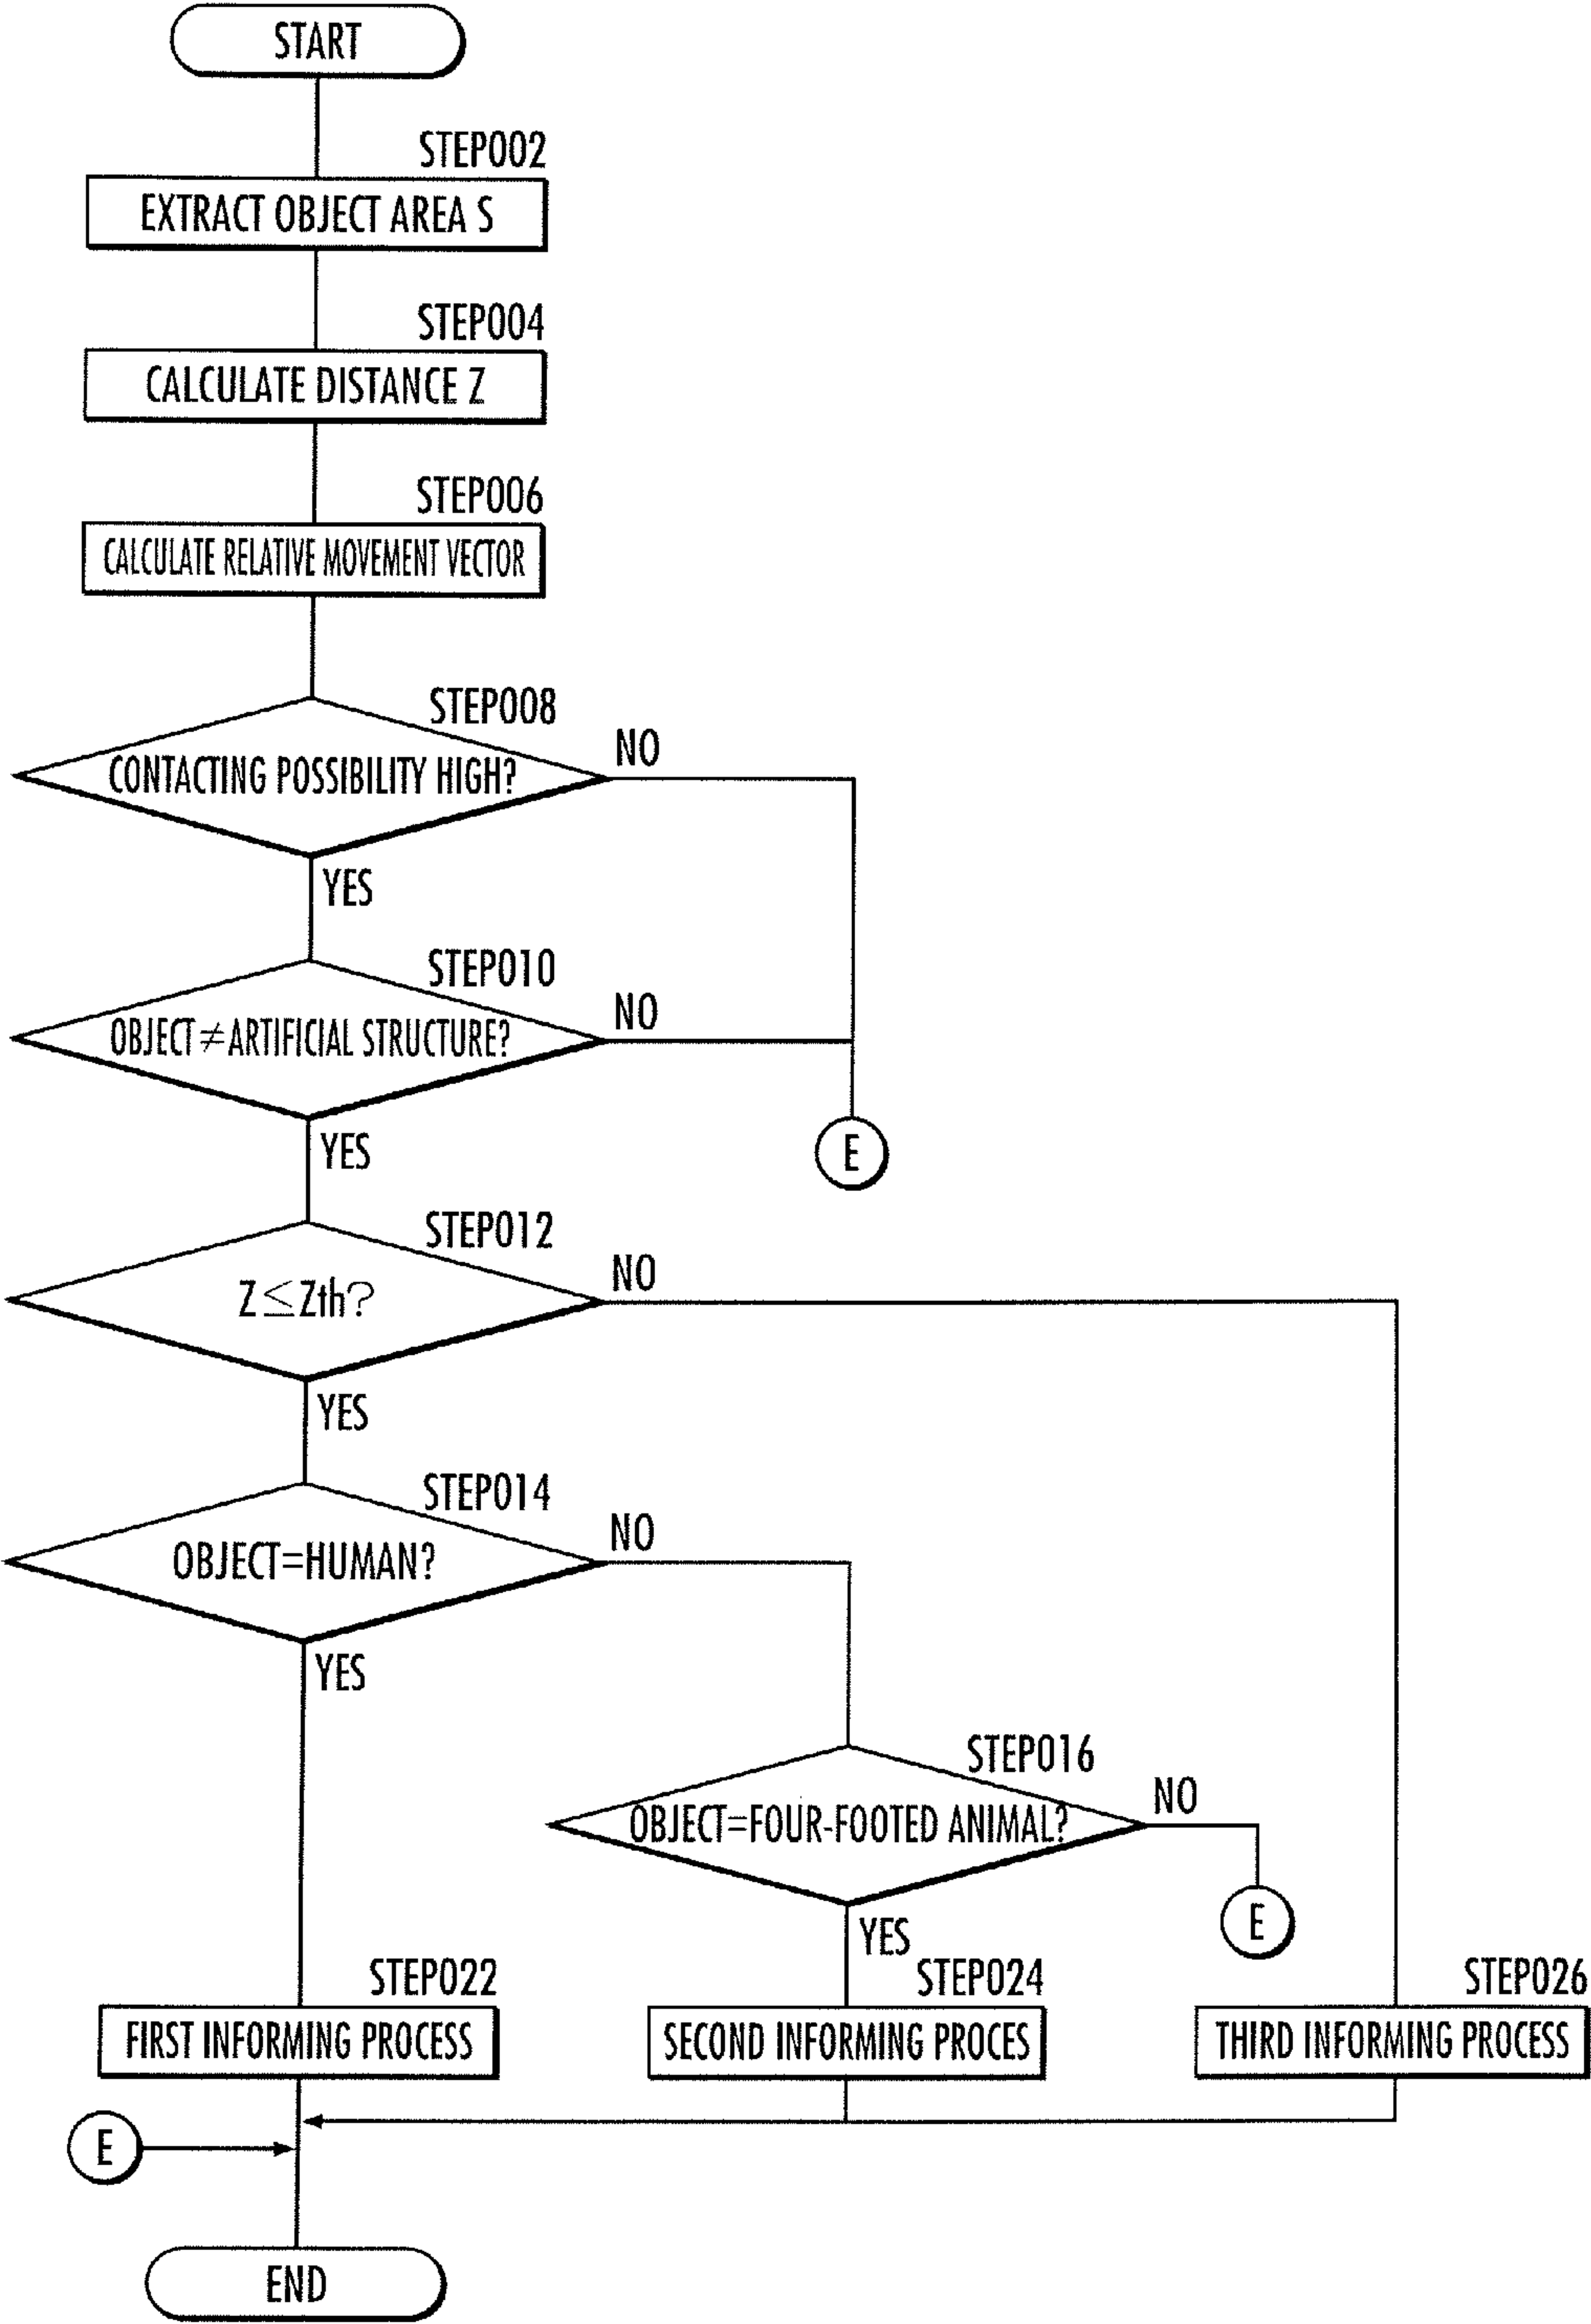 START
STEP002
EXTRACT OBJECT AREA S
STEP004
CALCULATE DISTANCE Z
STEP006
CALCULATE RELATIVE MOVEMENT VECTOR
STEP008
CONTACTING POSSIBILITY HIGH?
NO
YES
STEP010
OBJECT≠ARTIFICIAL STRUCTURE?
NO
E
YES
STEP012
Z≤Zth?
NO
YES
STEP014
OBJECT=HUMAN?
NO
YES
STEP016
OBJECT=FOUR-FOOTED ANIMAL?
NO
E
YES
STEP022
FIRST INFORMING PROCESS
STEP024
SECOND INFORMING PROCES
STEP026
THIRD INFORMING PROCESS
E
END